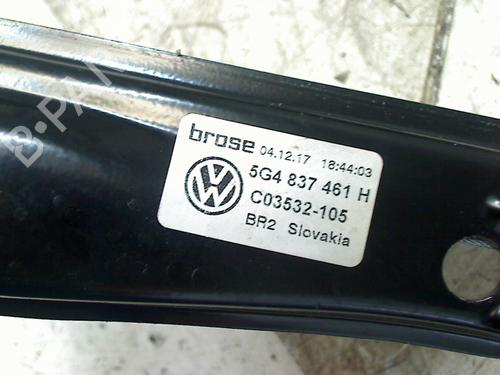 brose 04.12.17 18:44:03
5G4 837 461 H
C03532-105
BR2 Slovakia
B-PAR